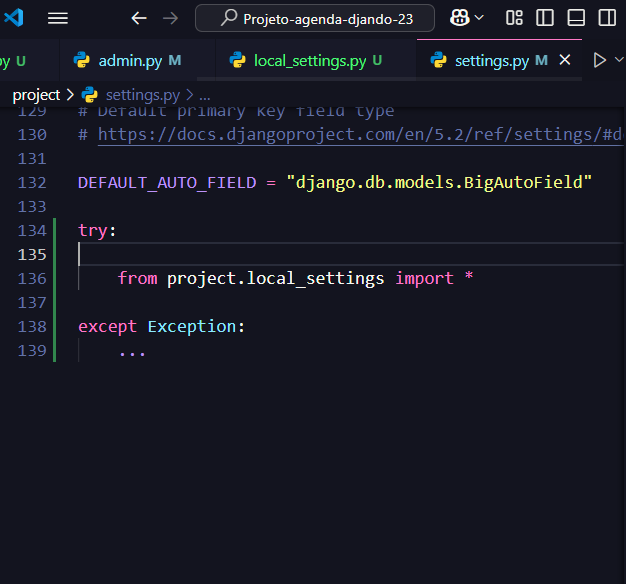 Projeto-agenda-djando-23
py U
admin.py M
local_settings.py U
settings.py M
project > settings.py > ...
129 # Default primary key field type
130 # https://docs.djangoproject.com/en/5.2/ref/settings/#d
131
132 DEFAULT_AUTO_FIELD = "django.db.models.BigAutoField"
133
134 try:
135
136 from project.local_settings import *
137
138 except Exception:
139 ...